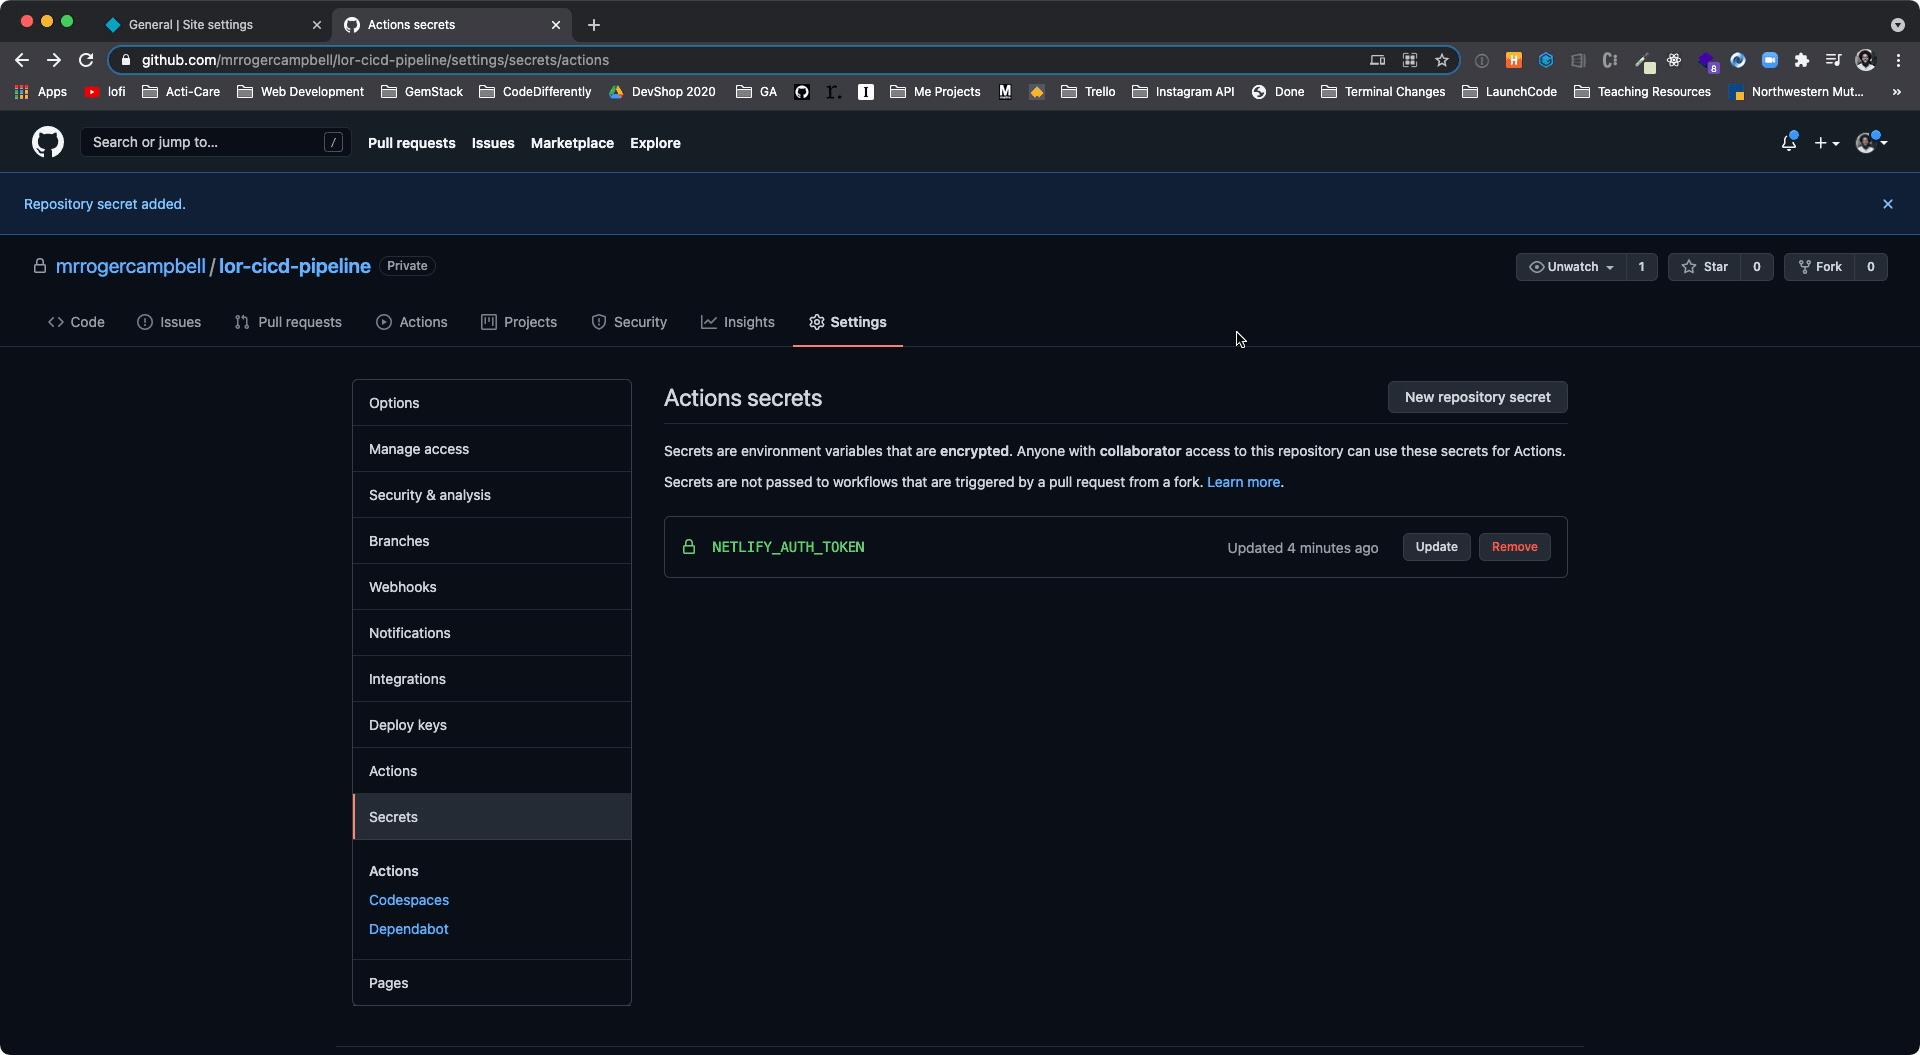 General | Site settings
Actions secrets
github.com/mrrogercampbell/lor-cicd-pipeline/settings/secrets/actions
8
Apps lofi Acti-Care Web Development GemStack CodeDifferently DevShop 2020 GA r. I Me Projects M Trello Instagram API Done Terminal Changes LaunchCode Teaching Resources Northwestern Mut... »
Search or jump to... / Pull requests Issues Marketplace Explore
Repository secret added.
mrrogercampbell / lor-cicd-pipeline Private
Unwatch 1 Star 0 Fork 0
Code Issues Pull requests Actions Projects Security Insights Settings
Options
Manage access
Security & analysis
Branches
Webhooks
Notifications
Integrations
Deploy keys
Actions
Secrets
Actions
Codespaces
Dependabot
Pages
Actions secrets
New repository secret
Secrets are environment variables that are encrypted. Anyone with collaborator access to this repository can use these secrets for Actions.
Secrets are not passed to workflows that are triggered by a pull request from a fork. Learn more.
NETLIFY_AUTH_TOKEN Updated 4 minutes ago Update Remove